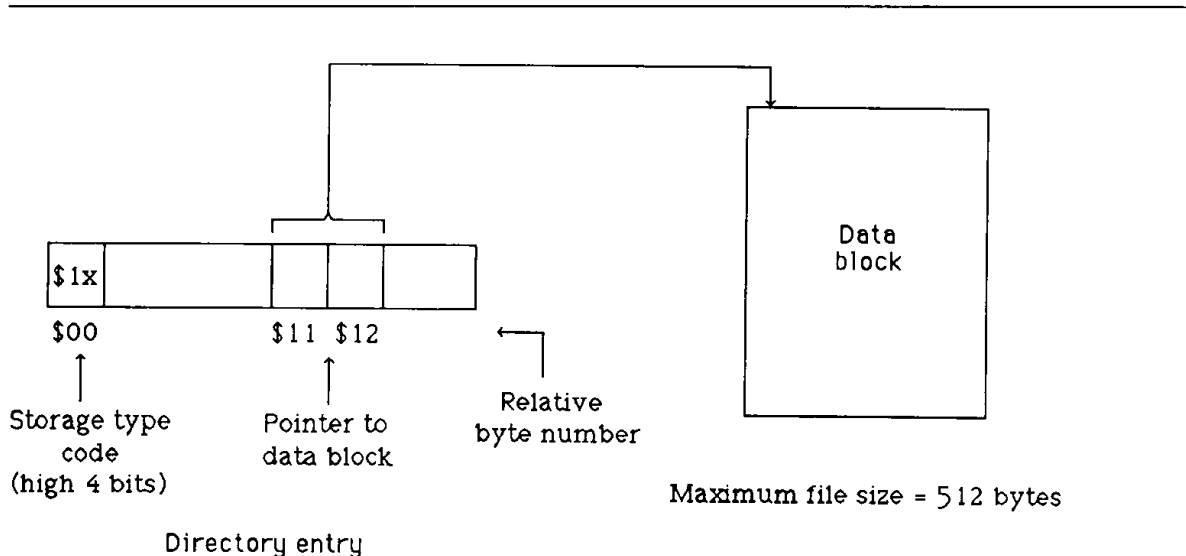 Data
block
$1x
$00
$11 $12
Storage type
code
(high 4 bits)
Pointer to
data block
Relative
byte number
Maximum file size = 512 bytes
Directory entry